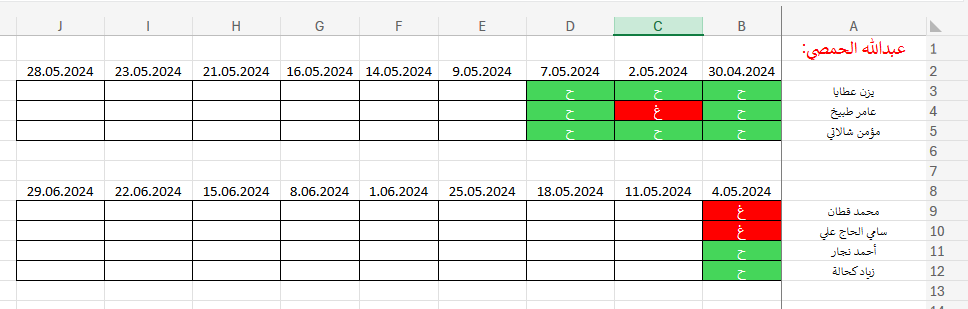 A B C D E F G H I J
1 عبدالله الحمصي:
2 30.04.2024 2.05.2024 7.05.2024 9.05.2024 14.05.2024 16.05.2024 21.05.2024 23.05.2024 28.05.2024
3 يزن عطايا ح ح ح
4 عامر طبيخ ح غ ح
5 مؤمن شالاتي ح ح ح
6
7
8 4.05.2024 11.05.2024 18.05.2024 25.05.2024 1.06.2024 8.06.2024 15.06.2024 22.06.2024 29.06.2024
9 محمد قطان غ
10 سامي الحاج علي غ
11 أحمد نجار ح
12 زياد كحالة ح
13